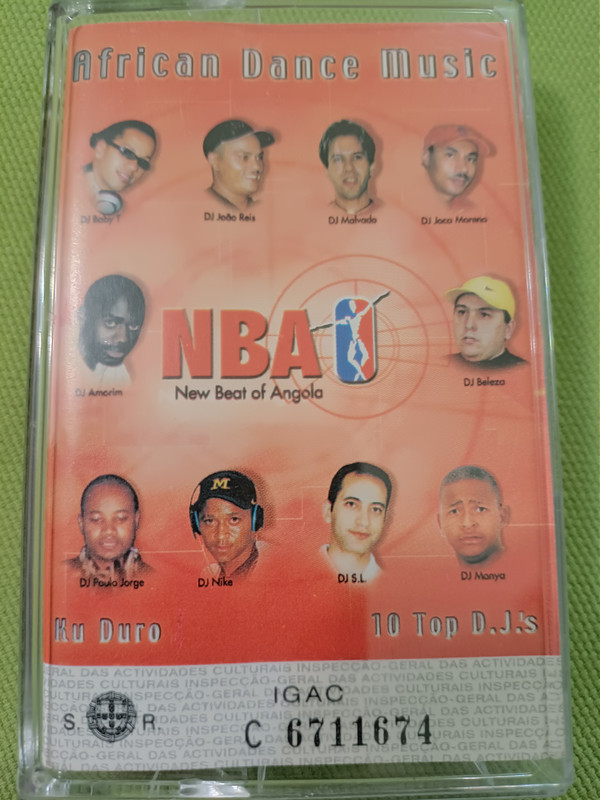 African Dance Music
DJ Baby T
DJ João Reis
DJ Malvado
DJ Joca Moreno
NBA
New Beat of Angola
DJ Amorim
DJ Beleza
M
DJ Paulo Jorge
DJ Nike
DJ S.L.
DJ Manya
Ku Duro
10 Top D.J.'s
GERAL DAS ACTIVIDADES CULTURAIS INSPECÇÃO-GERAL DAS ACTIVIDADES
IGAC
S. R.
C 6711674